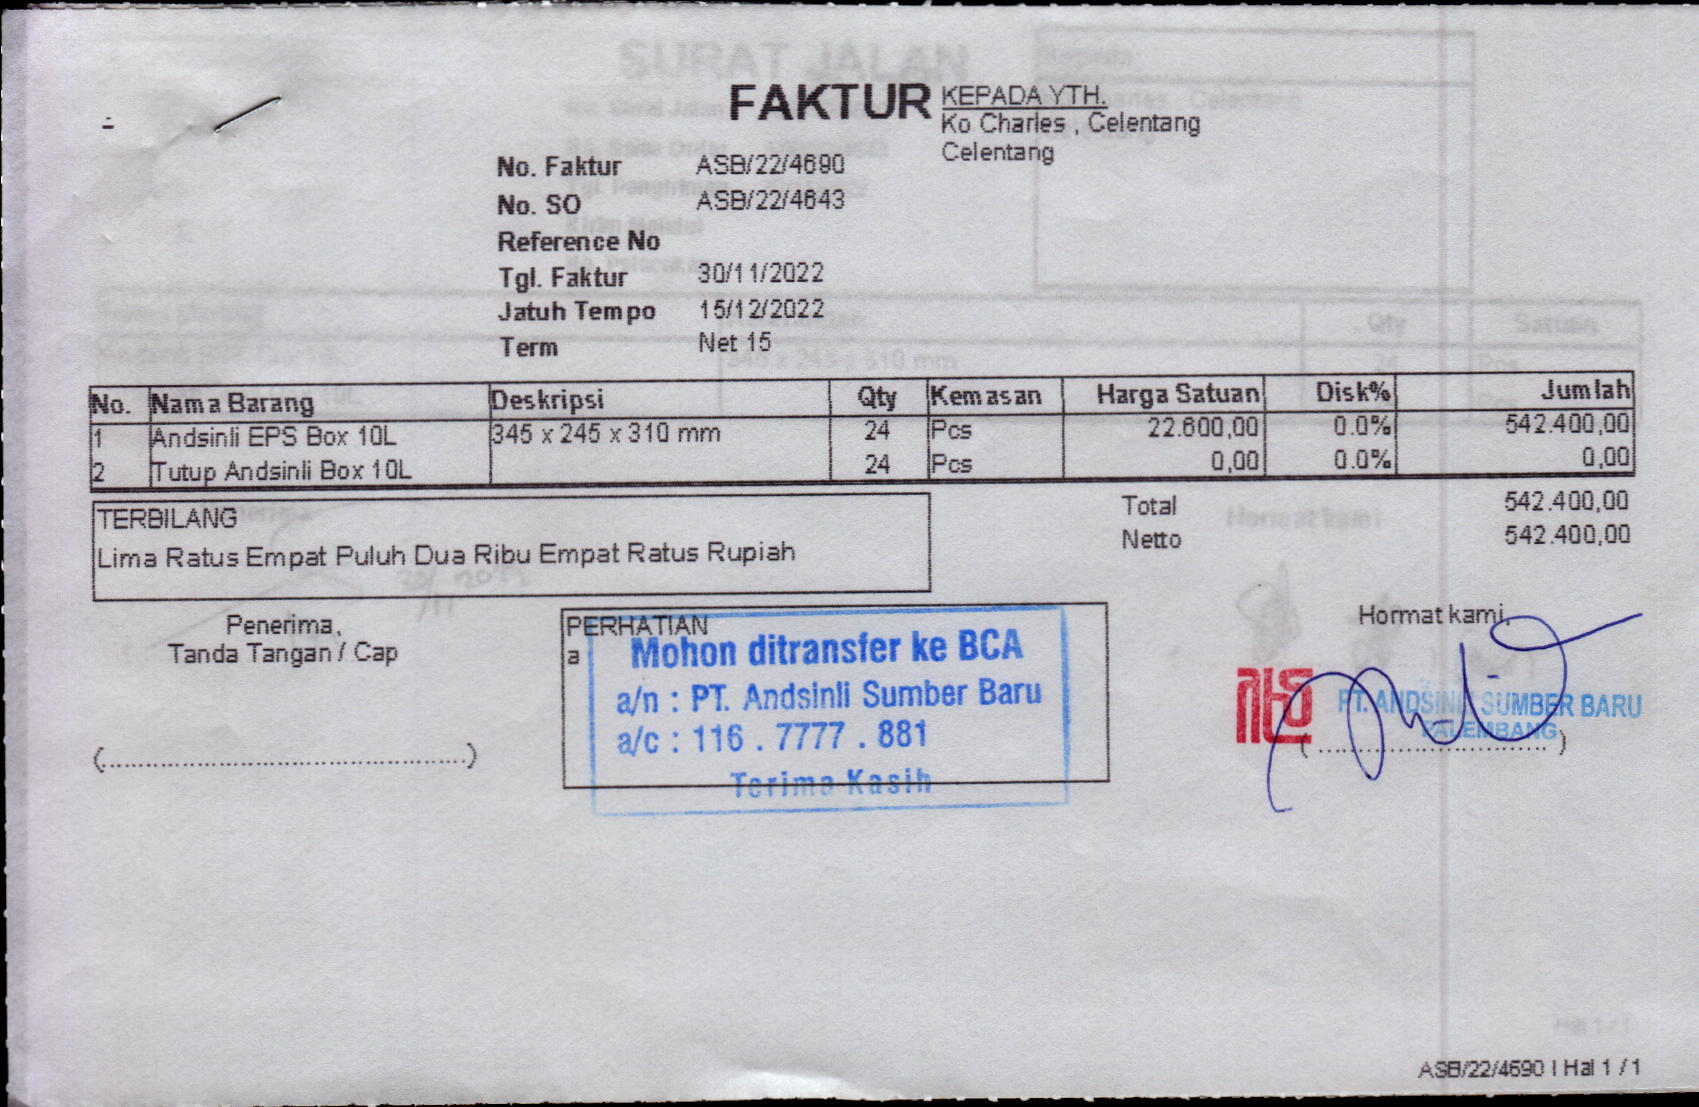 FAKTUR
KEPADA YTH.
Ko Charles , Celentang
Celentang
No. Faktur ASB/22/4690
No. SO ASB/22/4643
Reference No
Tgl. Faktur 30/11/2022
Jatuh Tempo 15/12/2022
Term Net 15
No. Nama Barang Deskripsi Qty Kemasan Harga Satuan Disk% Jumlah
1 Andsinli EPS Box 10L 345 x 245 x 310 mm 24 Pcs 22.600,00 0.0% 542.400,00
2 Tutup Andsinli Box 10L 24 Pcs 0,00 0.0% 0,00
Total 542.400,00
Netto 542.400,00
TERBILANG
Lima Ratus Empat Puluh Dua Ribu Empat Ratus Rupiah
Penerima,
Tanda Tangan / Cap
(..................................................)
PERHATIAN
a
Mohon ditransfer ke BCA
a/n : PT. Andsinli Sumber Baru
a/c : 116 . 7777 . 881
Terima Kasih
Hormat kami,
PT. ANDSINLI SUMBER BARU
PALEMBANG
(................................)
ASB/22/4690 | Hal 1 / 1